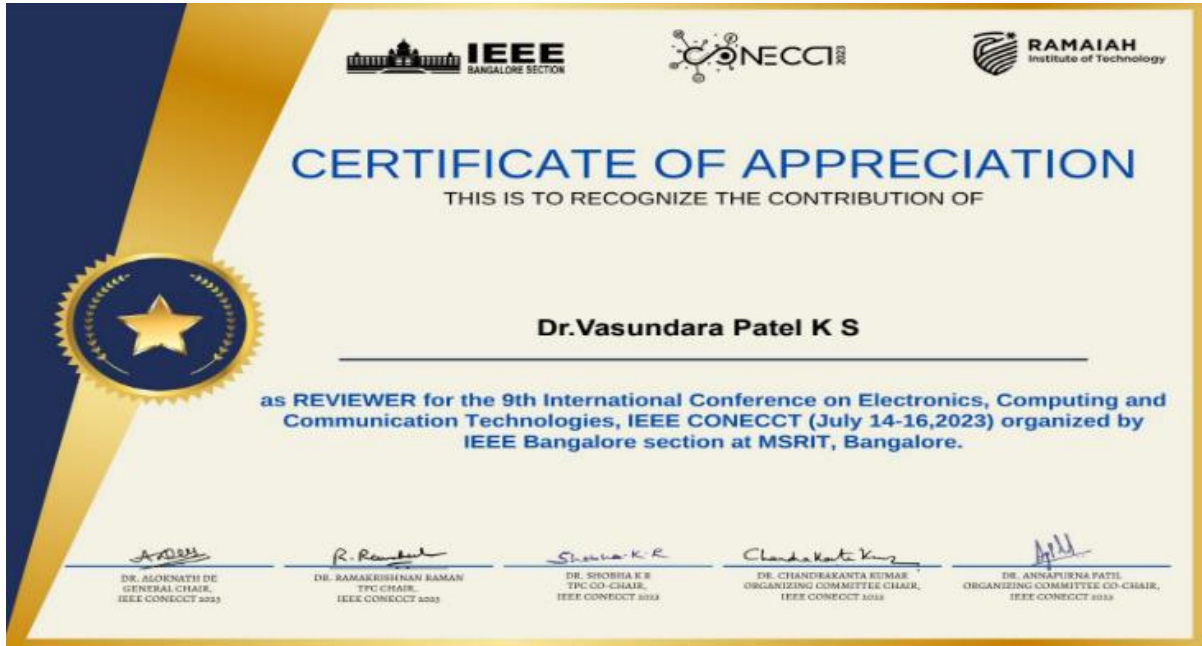 IEEE
BANGALORE SECTION
CONECCT 2023
RAMAIAH
Institute of Technology
CERTIFICATE OF APPRECIATION
THIS IS TO RECOGNIZE THE CONTRIBUTION OF
Dr.Vasundara Patel K S
as REVIEWER for the 9th International Conference on Electronics, Computing and
Communication Technologies, IEEE CONECCT (July 14-16,2023) organized by
IEEE Bangalore section at MSRIT, Bangalore.
Shobha K.R
Chandrakanta Kumar
DR. ALOKNATH DE
GENERAL CHAIR,
IEEE CONECCT 2023
DR. RAMAKRISHNAN RAMAN
TPC CHAIR,
IEEE CONECCT 2023
DR. SHOBHA K R
TPC CO-CHAIR,
IEEE CONECCT 2023
DR. CHANDRAKANTA KUMAR
ORGANIZING COMMITTEE CHAIR,
IEEE CONECCT 2023
DR. ANNAPURNA PATIL
ORGANIZING COMMITTEE CO-CHAIR,
IEEE CONECCT 2023